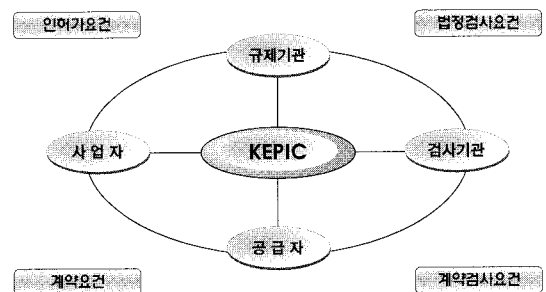 인허가요건
법정검사요건
규제기관
사 업 자
KEPIC
검사기관
공 급 자
계약요건
계약검사요건